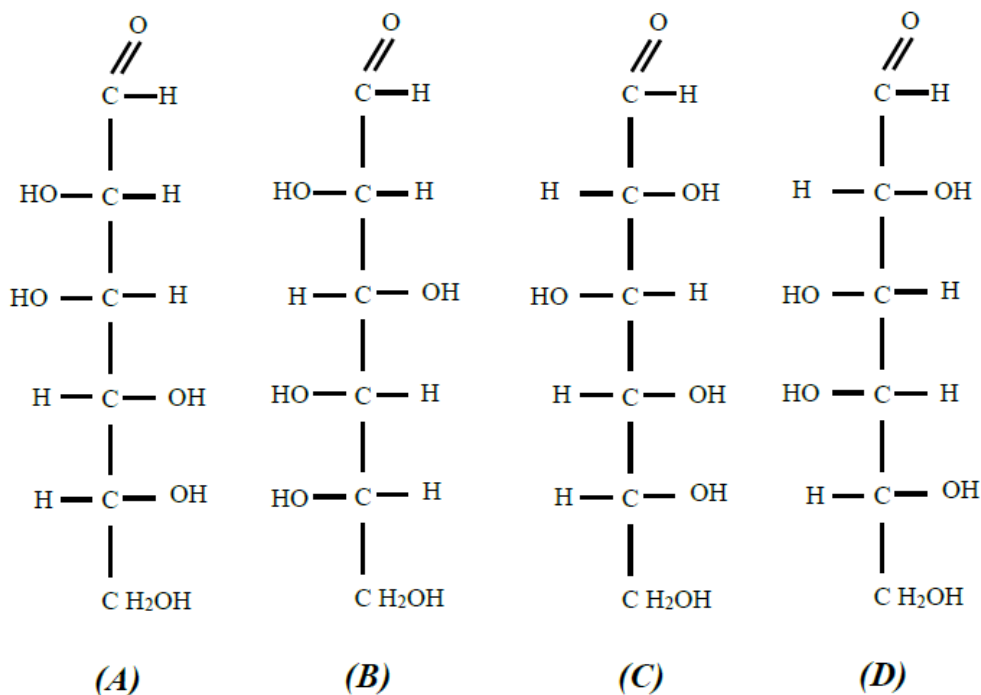 O O O O
C H C H C H C H
HO C H HO C H H C OH H C OH
HO C H H C OH HO C H HO C H
H C OH HO C H H C OH HO C H
H C OH HO C H H C OH H C OH
C H2OH C H2OH C H2OH C H2OH
(A) (B) (C) (D)